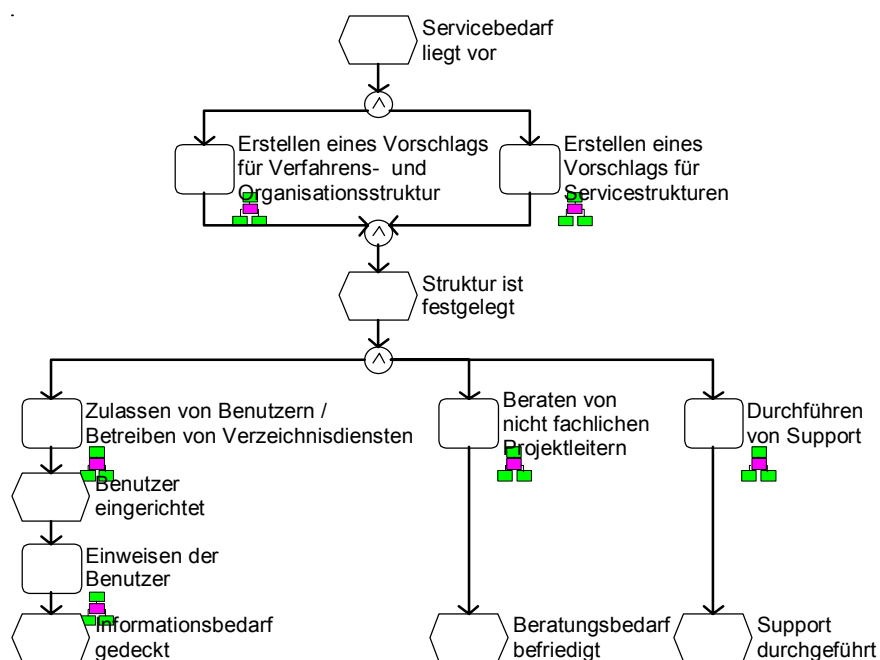 Servicebedarf
liegt vor
Erstellen eines Vorschlags
für Verfahrens- und
Organisationsstruktur
Erstellen eines
Vorschlags für
Servicestrukturen
Struktur ist
festgelegt
Zulassen von Benutzern /
Betreiben von Verzeichnisdiensten
Beraten von
nicht fachlichen
Projektleitern
Durchführen
von Support
Benutzer
eingerichtet
Einweisen der
Benutzer
Informationsbedarf
gedeckt
Beratungsbedarf
befriedigt
Support
durchgeführt